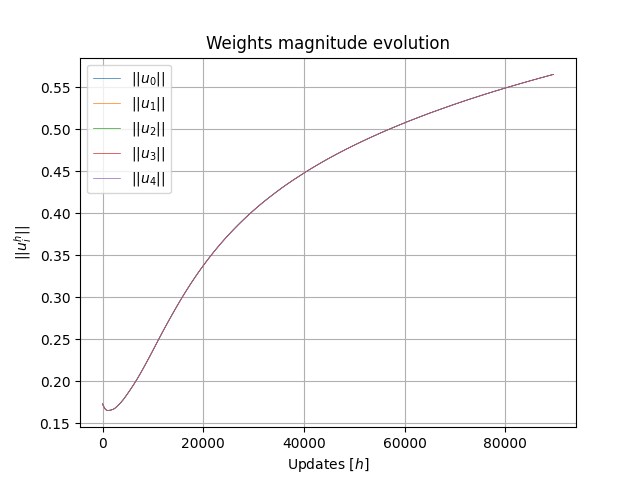 Weights magnitude evolution
||u₀||
||u₁||
||u₂||
||u₃||
||u₄||
0.55
0.50
0.45
0.40
0.35
0.30
0.25
0.20
0.15
||uᵢʰ||
0 20000 40000 60000 80000
Updates [h]